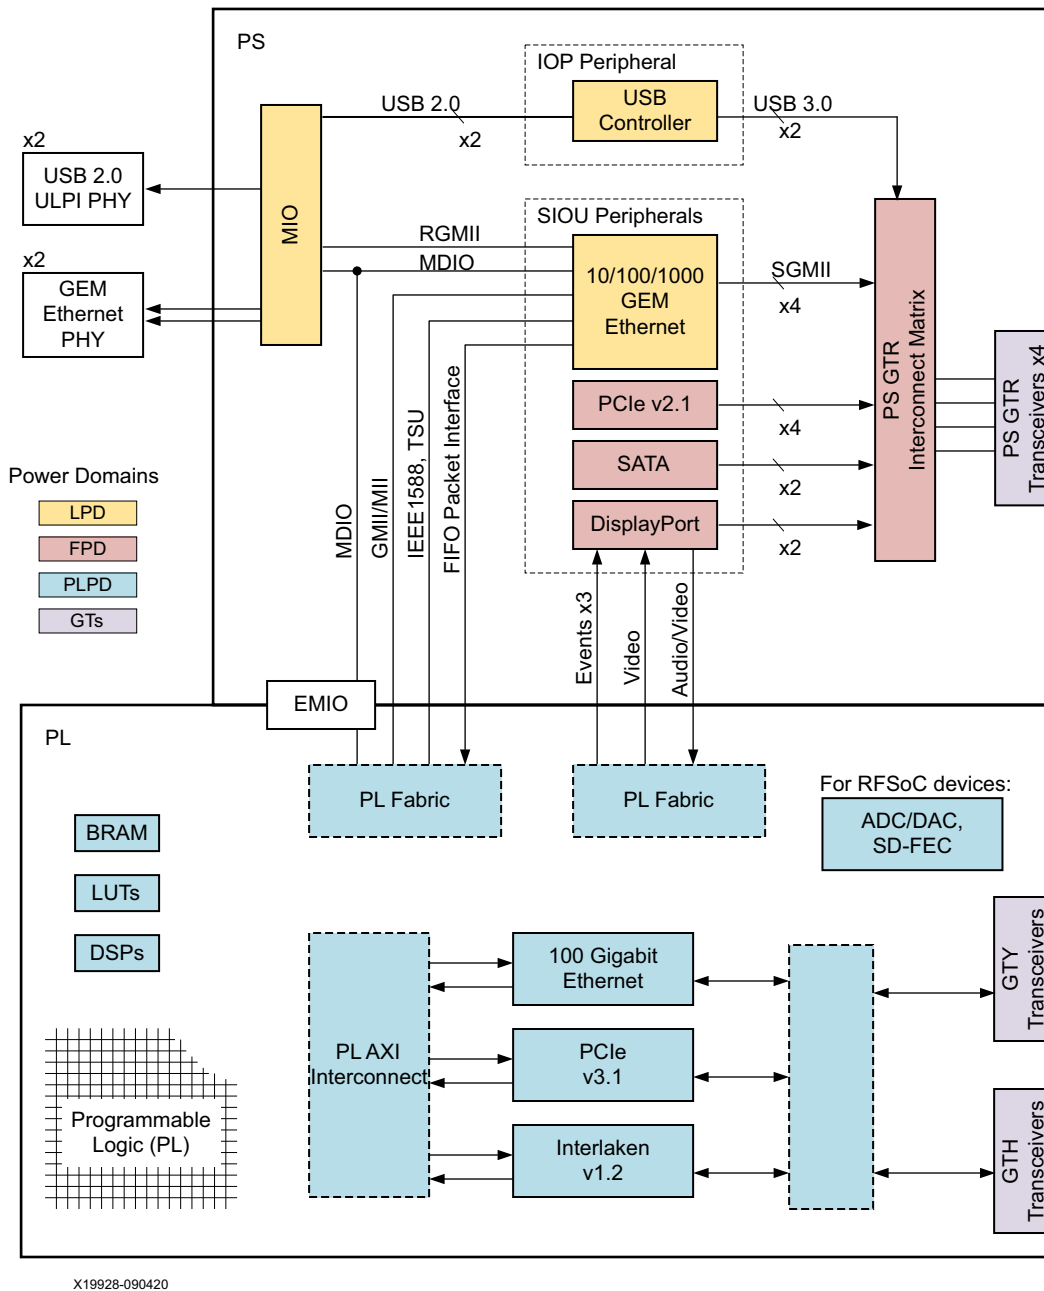 PS
IOP Peripheral
USB
Controller
USB 2.0
x2
USB 3.0
x2
x2
USB 2.0
ULPI PHY
MIO
x2
GEM
Ethernet
PHY
SIOU Peripherals
RGMII
MDIO
10/100/1000
GEM
Ethernet
SGMII
x4
PCIe v2.1
x4
SATA
x2
DisplayPort
x2
PS GTR
Interconnect Matrix
PS GTR
Transceivers x4
Power Domains
LPD
FPD
PLPD
GTs
MDIO
GMII/MII
IEEE1588, TSU
FIFO Packet Interface
Events x3
Video
Audio/Video
EMIO
PL
PL Fabric
PL Fabric
For RFSoC devices:
ADC/DAC,
SD-FEC
BRAM
LUTs
DSPs
Programmable
Logic (PL)
PL AXI
Interconnect
100 Gigabit
Ethernet
PCIe
v3.1
Interlaken
v1.2
GTY
Transceivers
GTH
Transceivers
X19928-090420